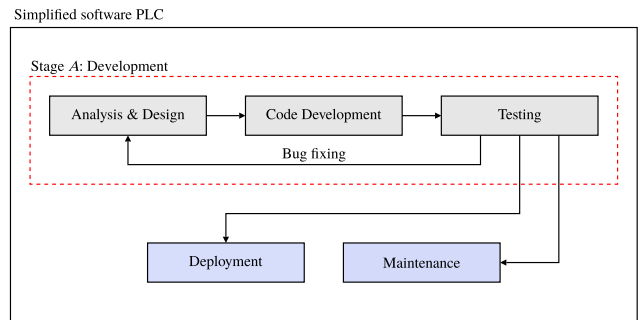 Simplified software PLC
Stage A: Development
Analysis & Design
Code Development
Testing
Bug fixing
Deployment
Maintenance